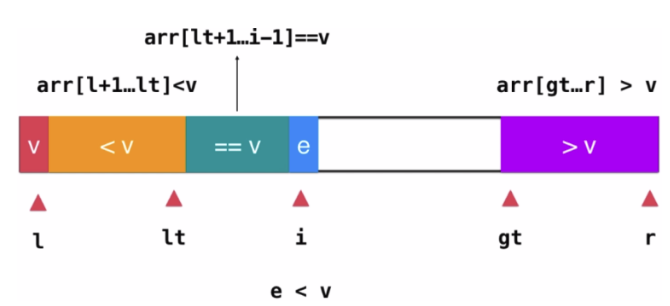 arr[lt+1…i-1]==v
arr[l+1…lt]<v
arr[gt…r] > v
v
< v
== v
e
> v
l
lt
i
gt
r
e < v